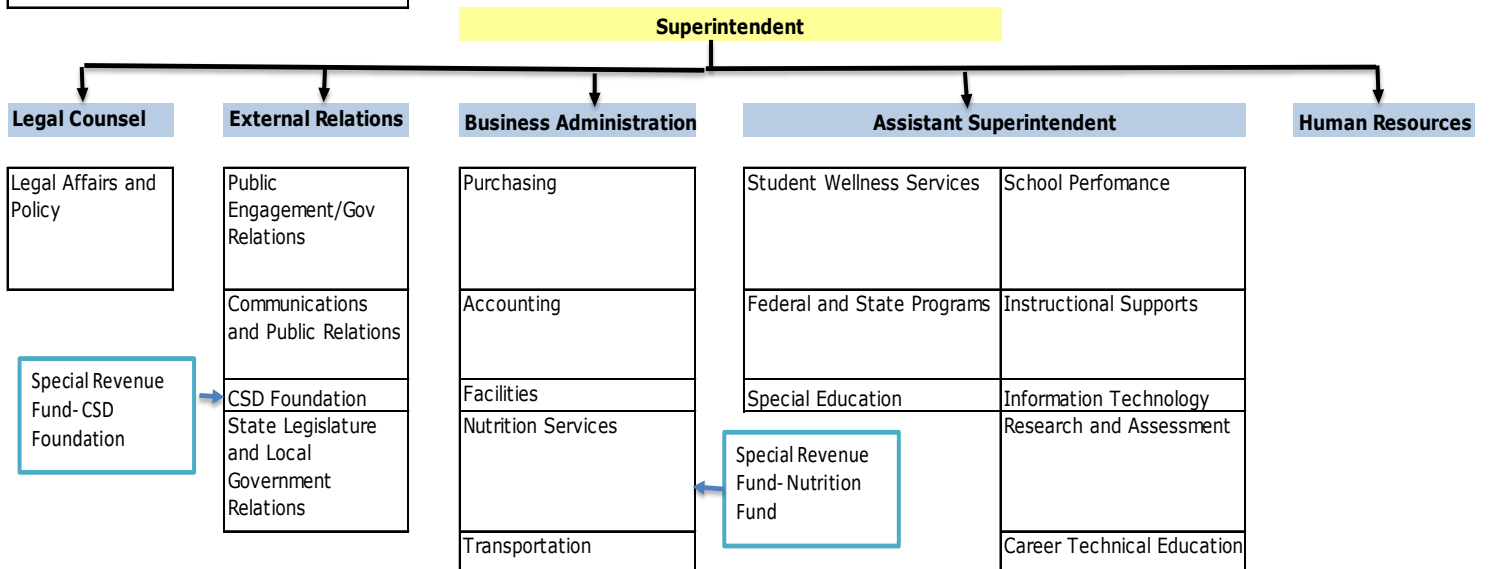 Superintendent
Legal Counsel
External Relations
Business Administration
Assistant Superintendent
Human Resources
Legal Affairs and
Policy
Public
Engagement/Gov
Relations
Purchasing
Student Wellness Services
School Perfomance
Communications
and Public Relations
Accounting
Federal and State Programs
Instructional Supports
Special Revenue
Fund- CSD
Foundation
CSD Foundation
Facilities
Special Education
Information Technology
State Legislature
and Local
Government
Relations
Nutrition Services
Special Revenue
Fund- Nutrition
Fund
Research and Assessment
Transportation
Career Technical Education